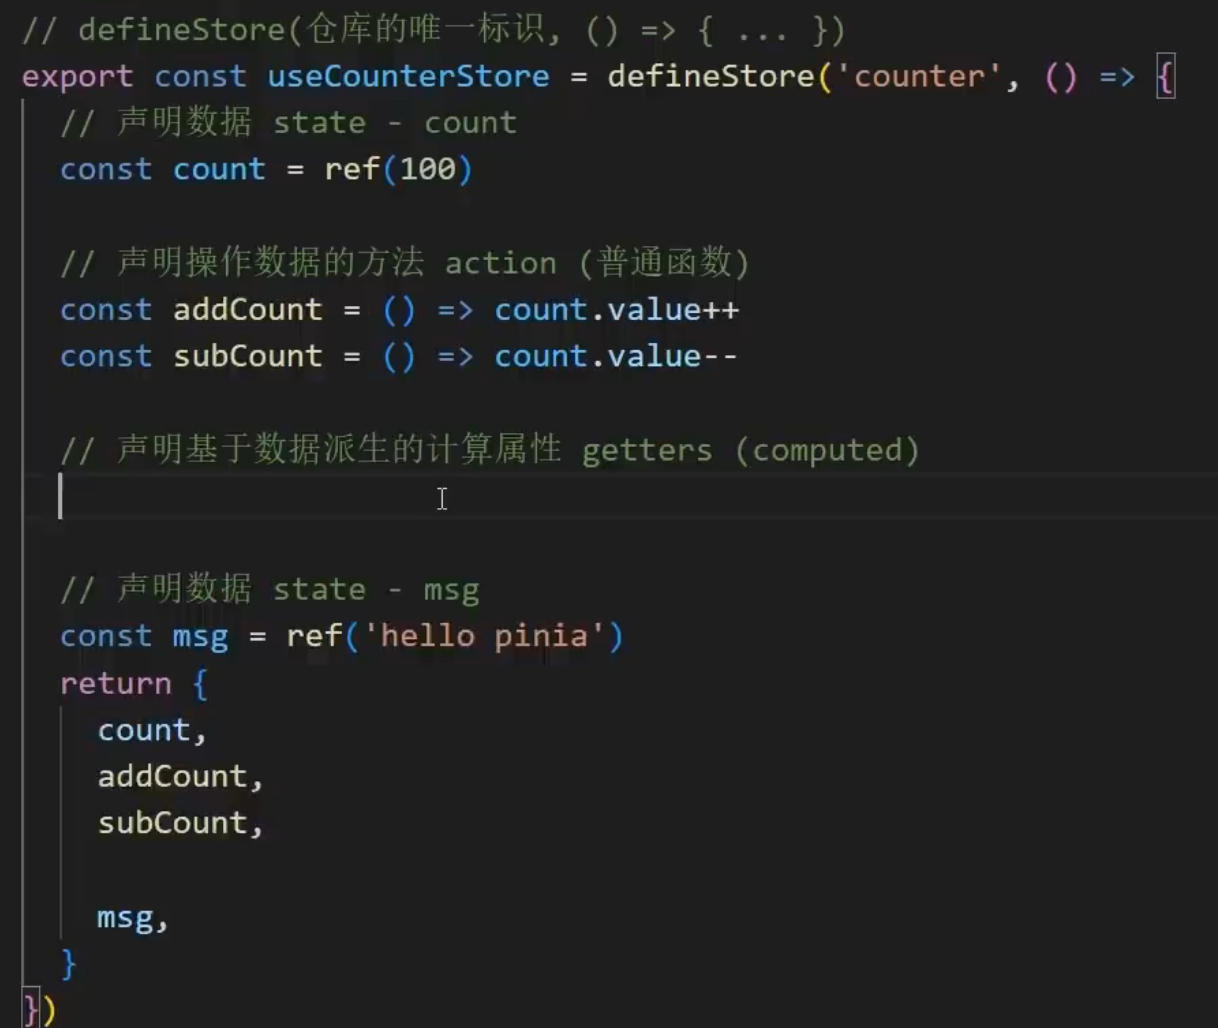 // defineStore(仓库的唯一标识, () => { ... })
export const useCounterStore = defineStore('counter', () => {
  // 声明数据 state - count
  const count = ref(100)
  // 声明操作数据的方法 action (普通函数)
  const addCount = () => count.value++
  const subCount = () => count.value--
  // 声明基于数据派生的计算属性 getters (computed)
  // 声明数据 state - msg
  const msg = ref('hello pinia')
  return {
    count,
    addCount,
    subCount,
    msg,
  }
})